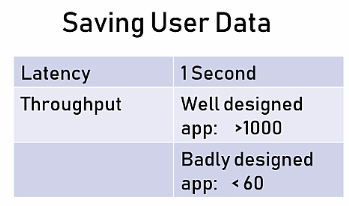 Saving User Data
Latency 1 Second
Throughput Well designed
app: >1000
Badly designed
app: < 60